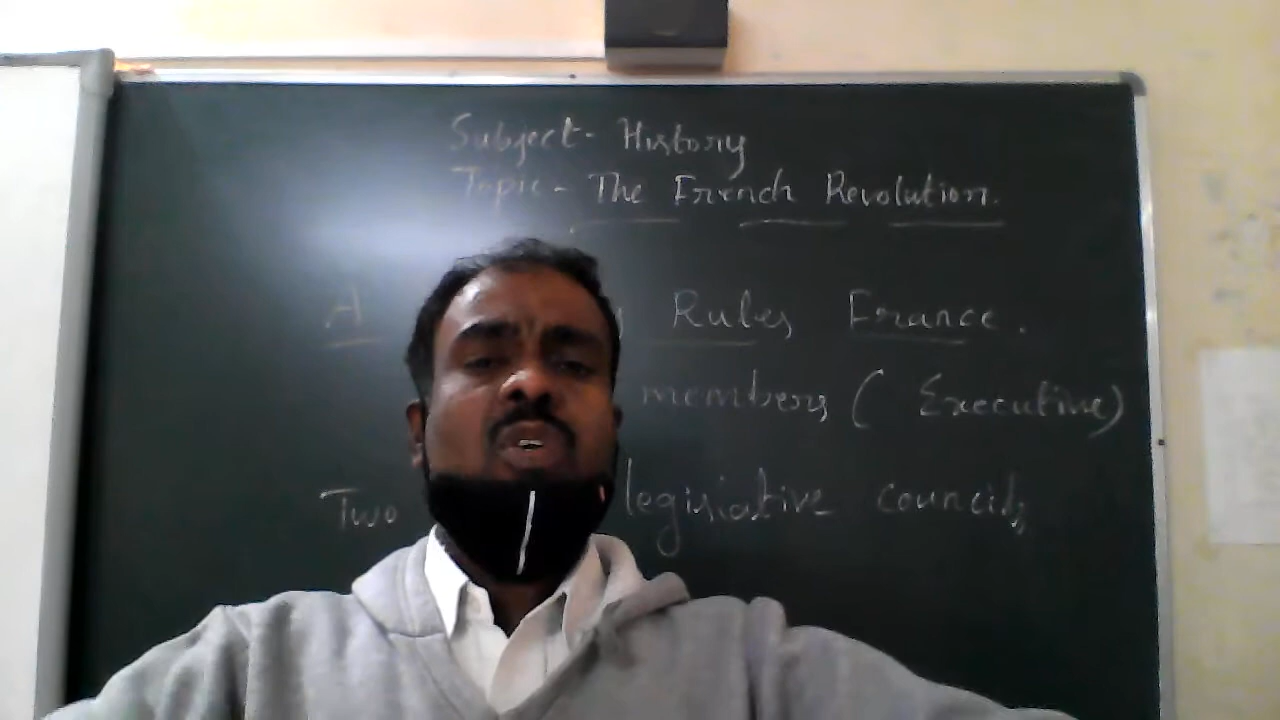 Subject- History
Topic- The French Revolution.
A Rules France.
members ( Executive)
Two legislative councils